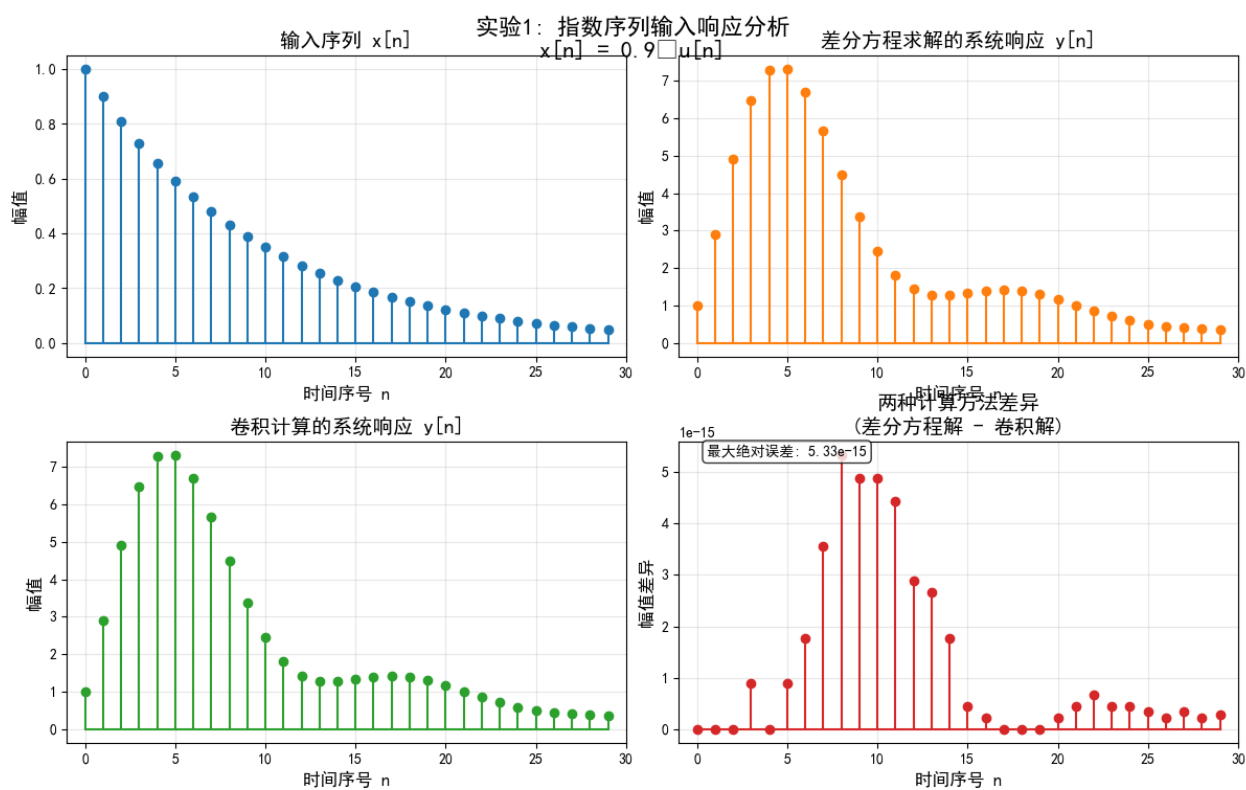 实验1: 指数序列输入响应分析
x[n] = 0.9□u[n]
输入序列 x[n]
幅值
1.0
0.8
0.6
0.4
0.2
0.0
0 5 10 15 20 25 30
时间序号 n
差分方程求解的系统响应 y[n]
幅值
7
6
5
4
3
2
1
0
0 5 10 15 20 25 30
时间序号 n
卷积计算的系统响应 y[n]
幅值
7
6
5
4
3
2
1
0
0 5 10 15 20 25 30
时间序号 n
两种计算方法差异
(差分方程解 - 卷积解)
1e-15
最大绝对误差: 5.33e-15
幅值差异
5
4
3
2
1
0
0 5 10 15 20 25 30
时间序号 n